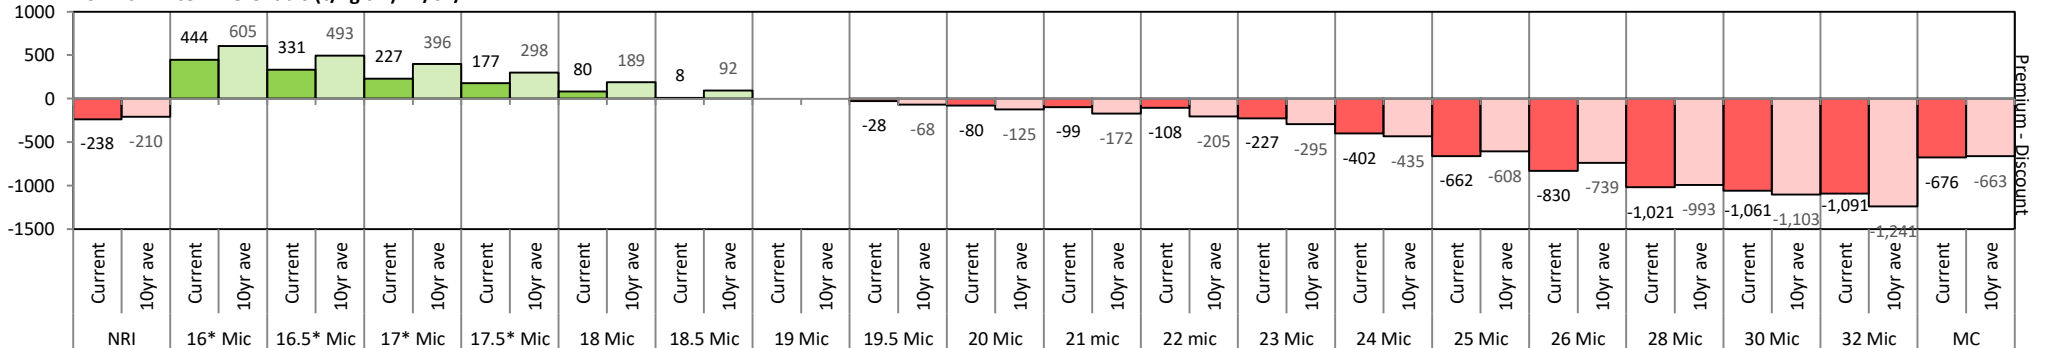 1000
500
0
-500
-1000
-1500
444 605 331 493 227 396 177 298 80 189 8 92
-238 -210 -28 -68 -80 -125 -99 -172 -108 -205 -227 -295 -402 -435 -662 -608 -830 -739 -1,021 -993 -1,061 -1,103 -1,091 -1,241 -676 -663
Premium - Discount
Current 10yr ave Current 10yr ave Current 10yr ave Current 10yr ave Current 10yr ave Current 10yr ave Current 10yr ave Current 10yr ave Current 10yr ave Current 10yr ave Current 10yr ave Current 10yr ave Current 10yr ave Current 10yr ave Current 10yr ave Current 10yr ave Current 10yr ave Current 10yr ave Current 10yr ave Current 10yr ave
NRI 16* Mic 16.5* Mic 17* Mic 17.5* Mic 18 Mic 18.5 Mic 19 Mic 19.5 Mic 20 Mic 21 mic 22 mic 23 Mic 24 Mic 25 Mic 26 Mic 28 Mic 30 Mic 32 Mic MC